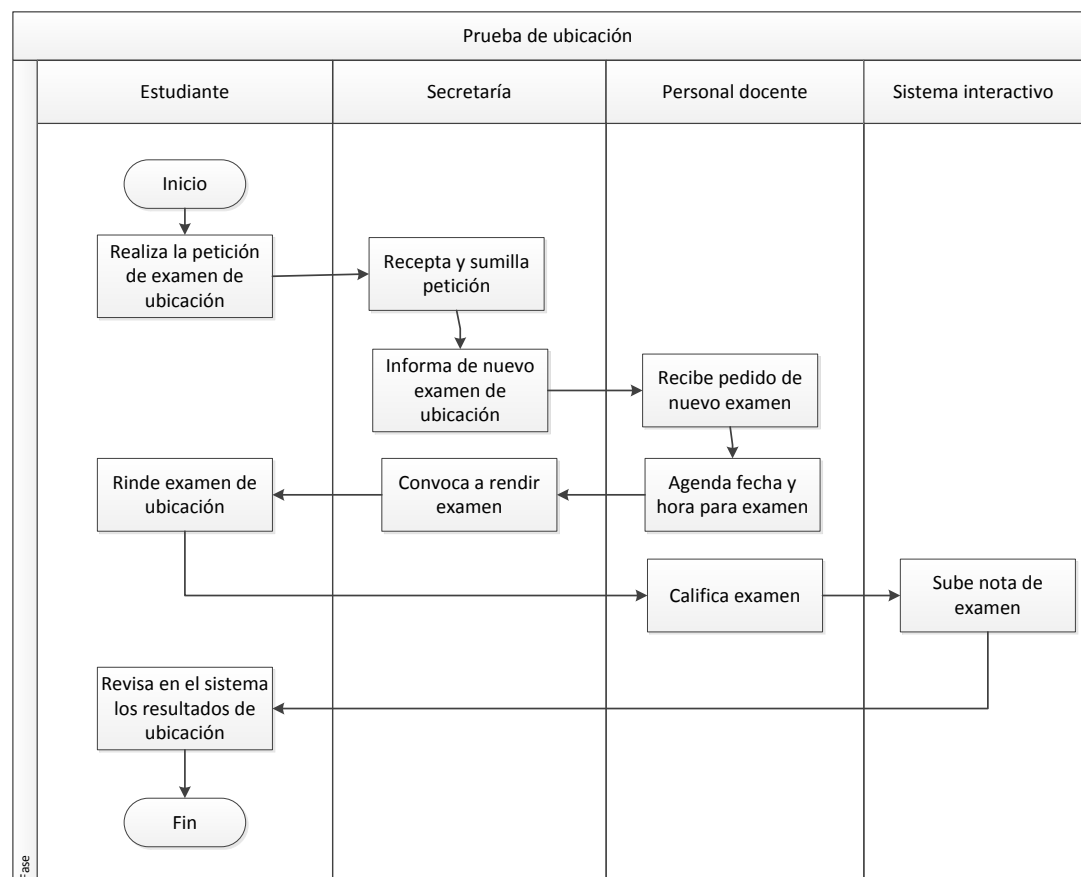 Prueba de ubicación
Estudiante
Secretaría
Personal docente
Sistema interactivo
Inicio
Realiza la petición
de examen de
ubicación
Recepta y sumilla
petición
Informa de nuevo
examen de
ubicación
Recibe pedido de
nuevo examen
Rinde examen de
ubicación
Convoca a rendir
examen
Agenda fecha y
hora para examen
Califica examen
Sube nota de
examen
Revisa en el sistema
los resultados de
ubicación
Fin
Fase